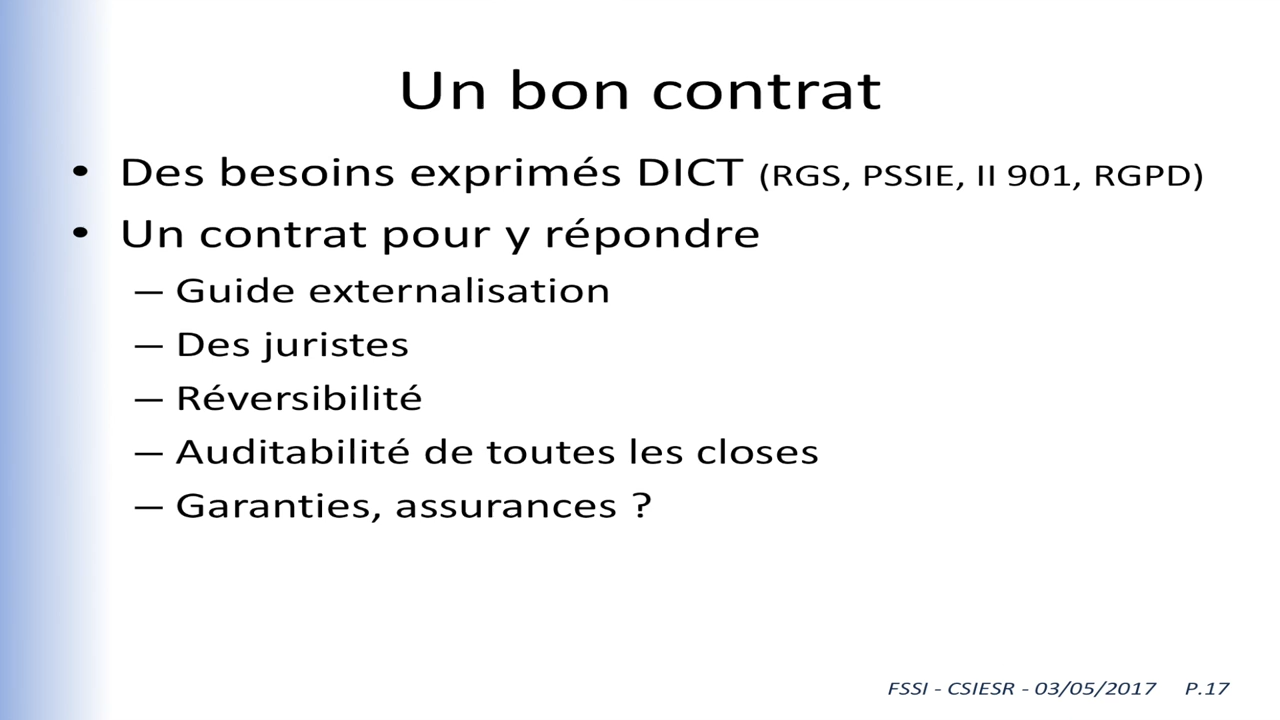 Un bon contrat
• Des besoins exprimés DICT (RGS, PSSIE, II 901, RGPD)
• Un contrat pour y répondre
– Guide externalisation
– Des juristes
– Réversibilité
– Auditabilité de toutes les closes
– Garanties, assurances ?
FSSI - CSIESR - 03/05/2017 P.17